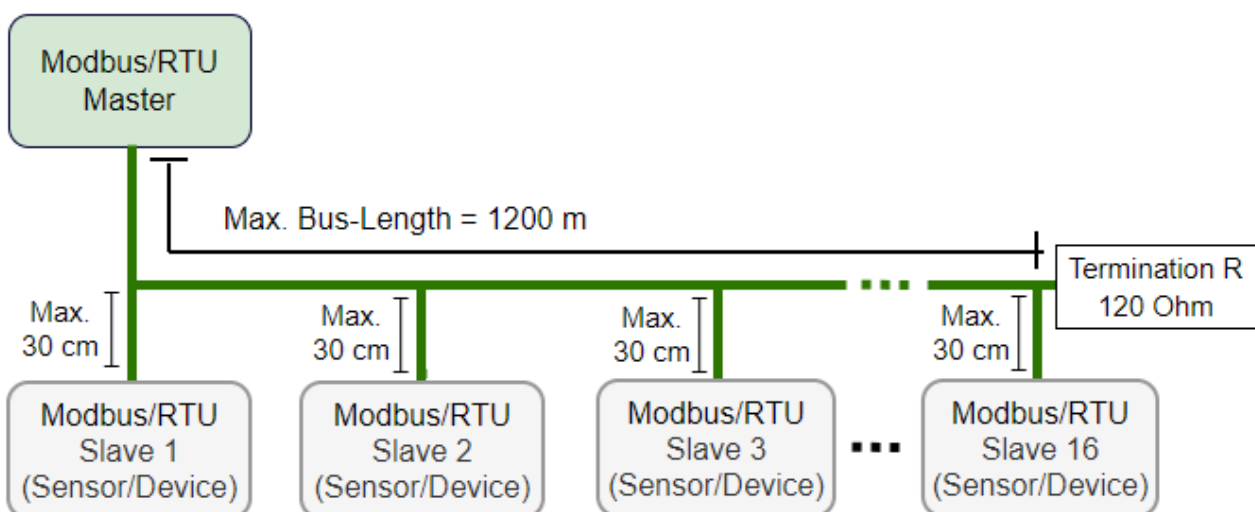 Modbus/RTU
Master
Max. Bus-Length = 1200 m
Termination R
120 Ohm
Max.
30 cm
Max.
30 cm
Max.
30 cm
Max.
30 cm
Modbus/RTU
Slave 1
(Sensor/Device)
Modbus/RTU
Slave 2
(Sensor/Device)
Modbus/RTU
Slave 3
(Sensor/Device)
Modbus/RTU
Slave 16
(Sensor/Device)